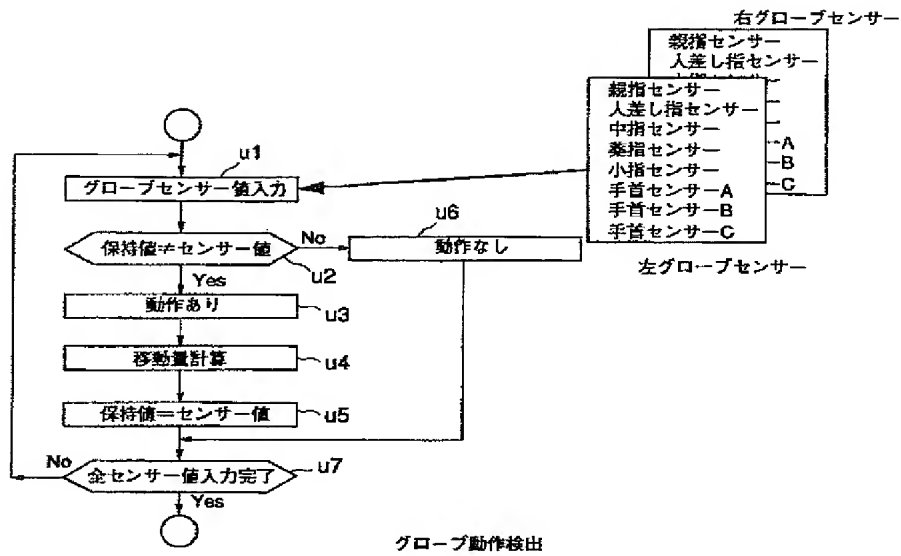 右グローブセンサー
親指センサー
人差し指センサー
A
B
C
親指センサー
人差し指センサー
中指センサー
薬指センサー
小指センサー
手首センサーA
手首センサーB
手首センサーC
左グローブセンサー
u1
グローブセンサー値入力
u6
保持値≠センサー値
No
動作なし
u2
Yes
動作あり
u3
移動量計算
u4
保持値＝センサー値
u5
No
全センサー値入力完了
u7
Yes
グローブ動作検出